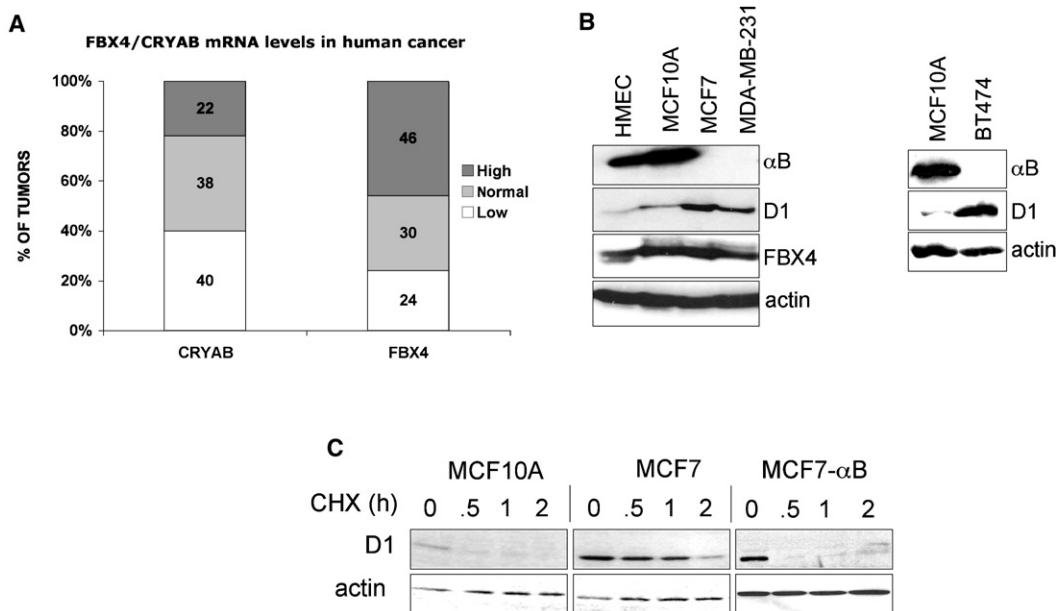 A
FBX4/CRYAB mRNA levels in human cancer
% OF TUMORS
100%
80%
60%
40%
20%
0%
22
38
40
46
30
24
CRYAB
FBX4
High
Normal
Low
B
HMEC
MCF10A
MCF7
MDA-MB-231
αB
D1
FBX4
actin
MCF10A
BT474
αB
D1
actin
C
MCF10A MCF7 MCF7-αB
CHX (h) 0 .5 1 2 0 .5 1 2 0 .5 1 2
D1
actin